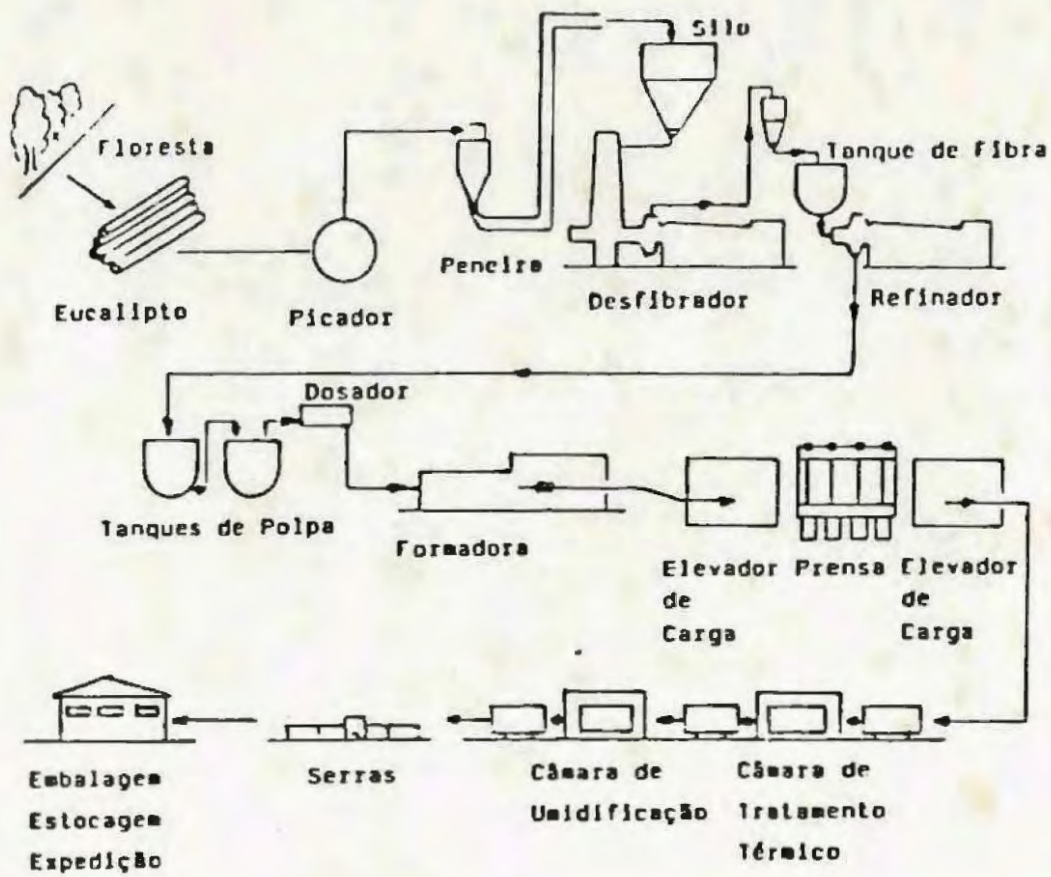 Silo
Floresta
Tanque de Fibra
Peneira
Eucalipto
Picador
Desfibrador
Refinador
Dosador
Tanques de Polpa
Formadora
Elevador
de
Carga
Prensa
Elevador
de
Carga
Embalagem
Estocagem
Expedição
Serras
Câmara de
Umidificação
Câmara de
Tratamento
Térmico